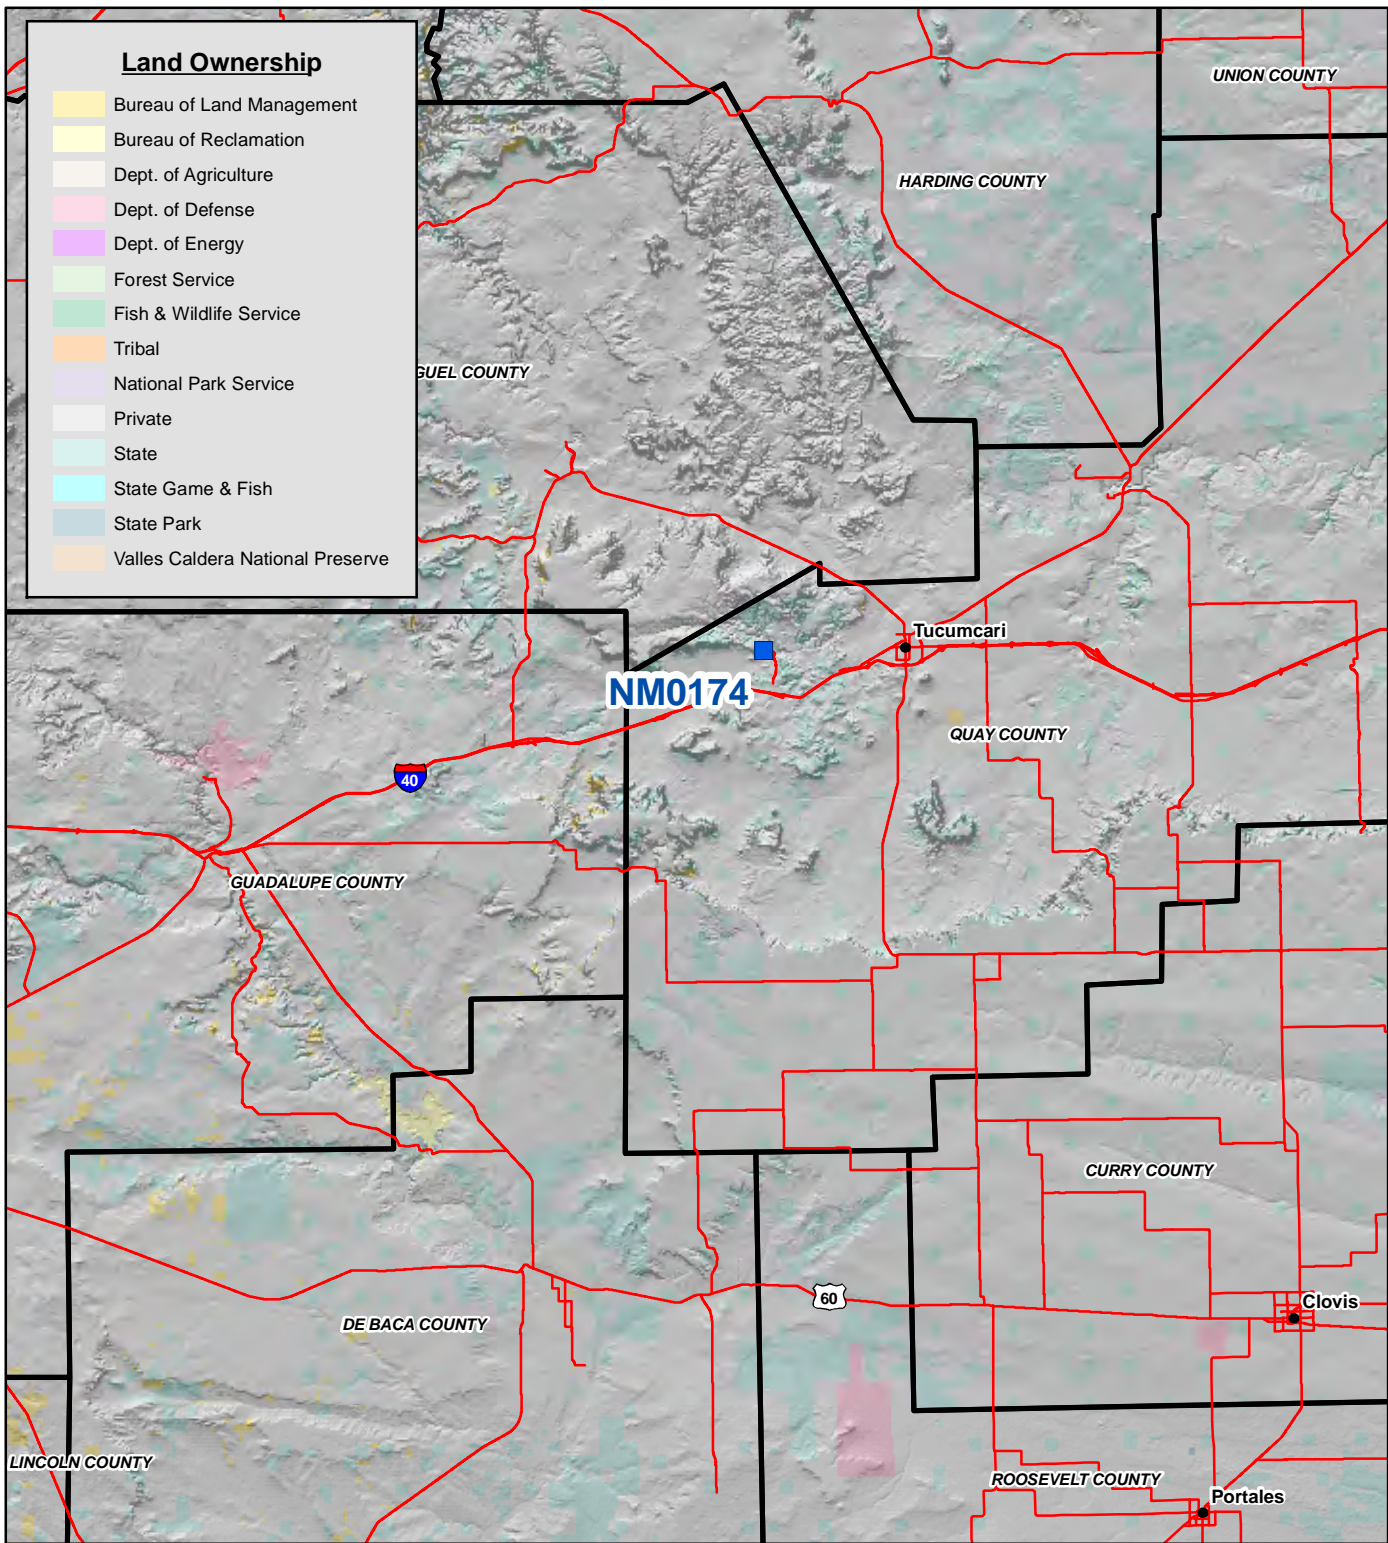 Land Ownership
Bureau of Land Management
Bureau of Reclamation
Dept. of Agriculture
Dept. of Defense
Dept. of Energy
Forest Service
Fish & Wildlife Service
Tribal
National Park Service
Private
State
State Game & Fish
State Park
Valles Caldera National Preserve
UNION COUNTY
HARDING COUNTY
GUEL COUNTY
Tucumcari
NM0174
QUAY COUNTY
40
GUADALUPE COUNTY
CURRY COUNTY
60
Clovis
DE BACA COUNTY
LINCOLN COUNTY
ROOSEVELT COUNTY
Portales